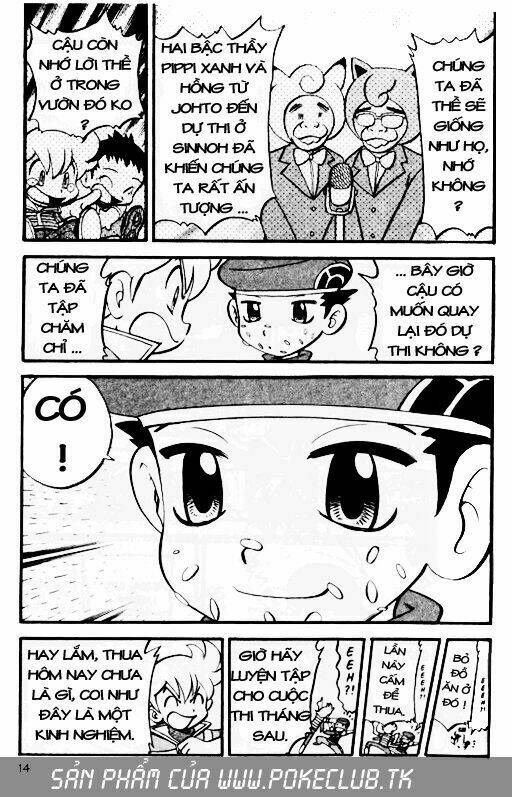 CẬU CÒN
NHỚ LỜI THỀ
Ở TRONG
VƯỜN ĐÓ KO
?
HAI BẬC THẦY
PIPPI XANH VÀ
HỒNG TỪ
JOHTO ĐẾN
DỰ THI Ở
SINNOH ĐÃ
KHIẾN CHÚNG
TA RẤT ẤN
TƯỢNG ...
CHÚNG
TA ĐÃ
THỀ SẼ
GIỐNG
NHƯ HỌ,
NHỚ
KHÔNG
?
CHÚNG
TA ĐÃ
TẬP
CHĂM
CHỈ ...
... BÂY GIỜ
CẬU CÓ
MUỐN QUAY
LẠI ĐÓ DỰ
THI KHÔNG ?
CÓ
!
HAY LẮM, THUA
HÔM NAY CHƯA
LÀ GÌ, COI NHƯ
ĐÂY LÀ MỘT
KINH NGHIỆM.
GIỜ HÃY
LUYỆN TẬP
CHO CUỘC
THI THÁNG
SAU.
EEEH?!
LẦN
NÀY
CẤM
ĐỂ
THUA.
EEEH?!
BỎ
ĐỒ
ĂN Ở
ĐÓ !
EEEH?!
14
SẢN PHẨM CỦA WWW.POKECLUB.TK